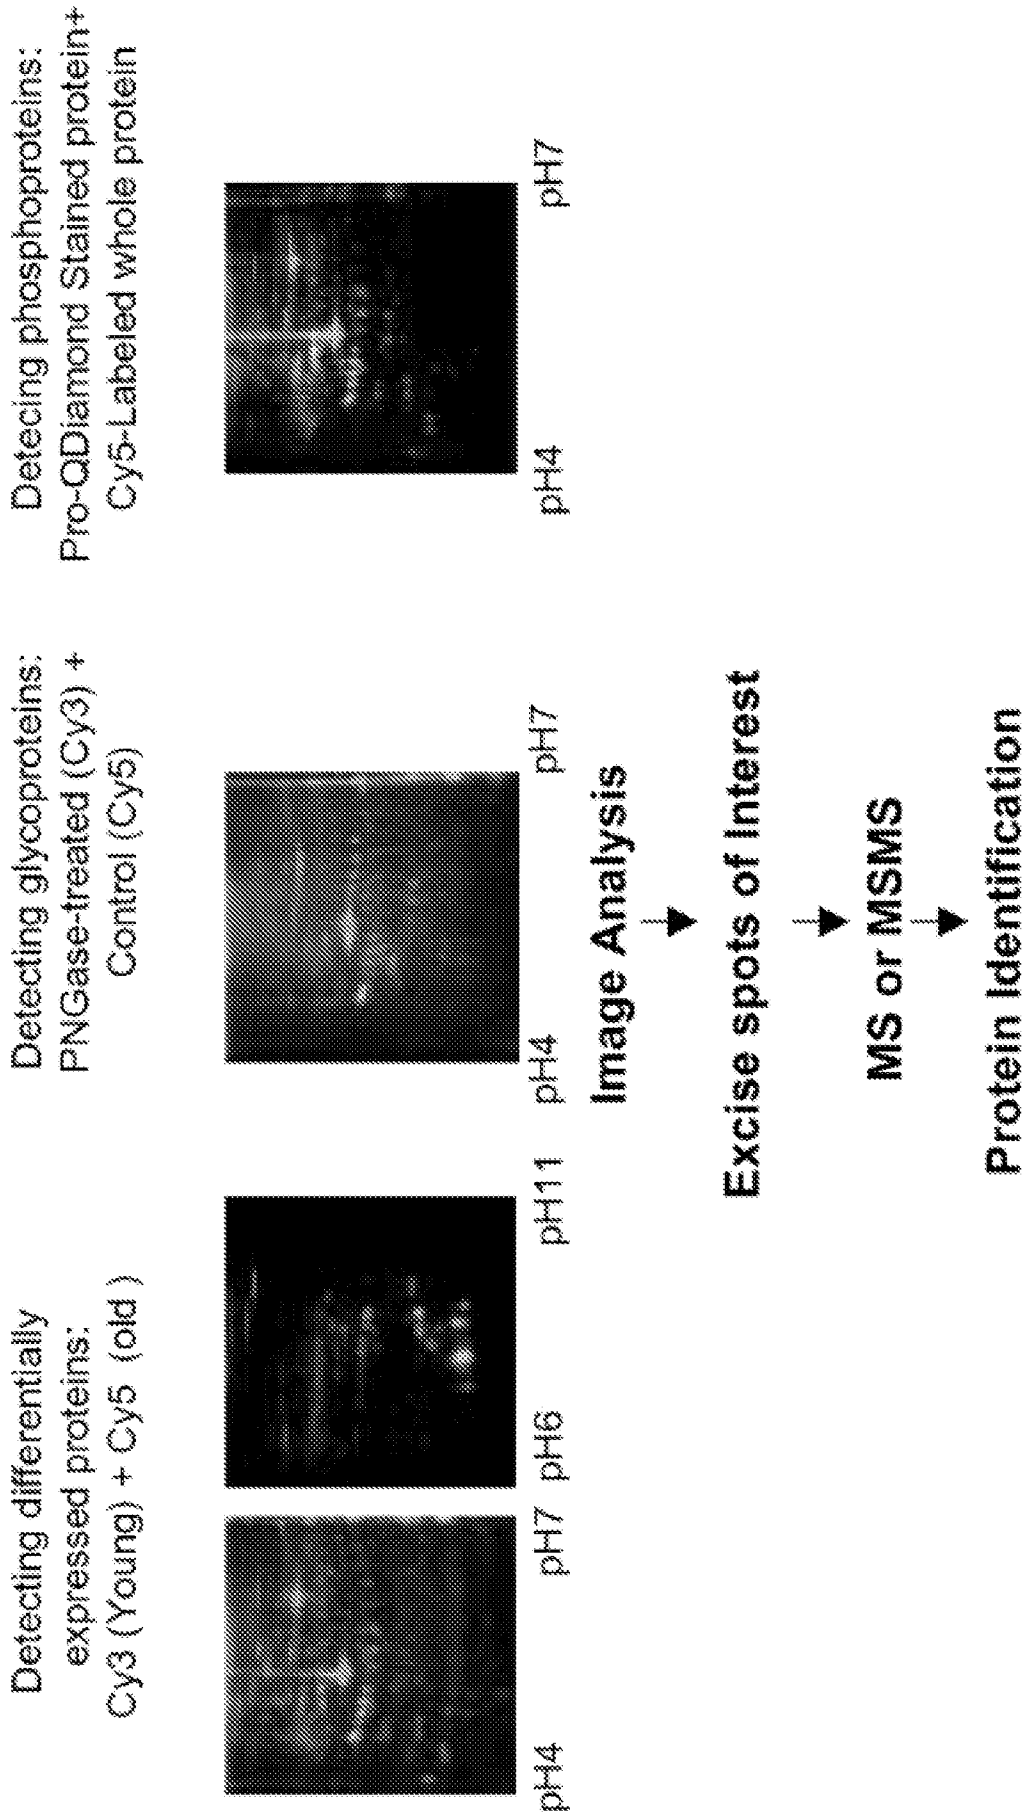 Detecting differentially
expressed proteins:
Cy3 (Young) + Cy5 (old )
pH4
pH7
pH6
pH11
Detecting glycoproteins:
PNGase-treated (Cy3) +
Control (Cy5)
pH4
pH7
Detecing phosphoproteins:
Pro-QDiamond Stained protein+
Cy5-Labeled whole protein
pH4
pH7
Image Analysis
Excise spots of Interest
MS or MSMS
Protein Identification